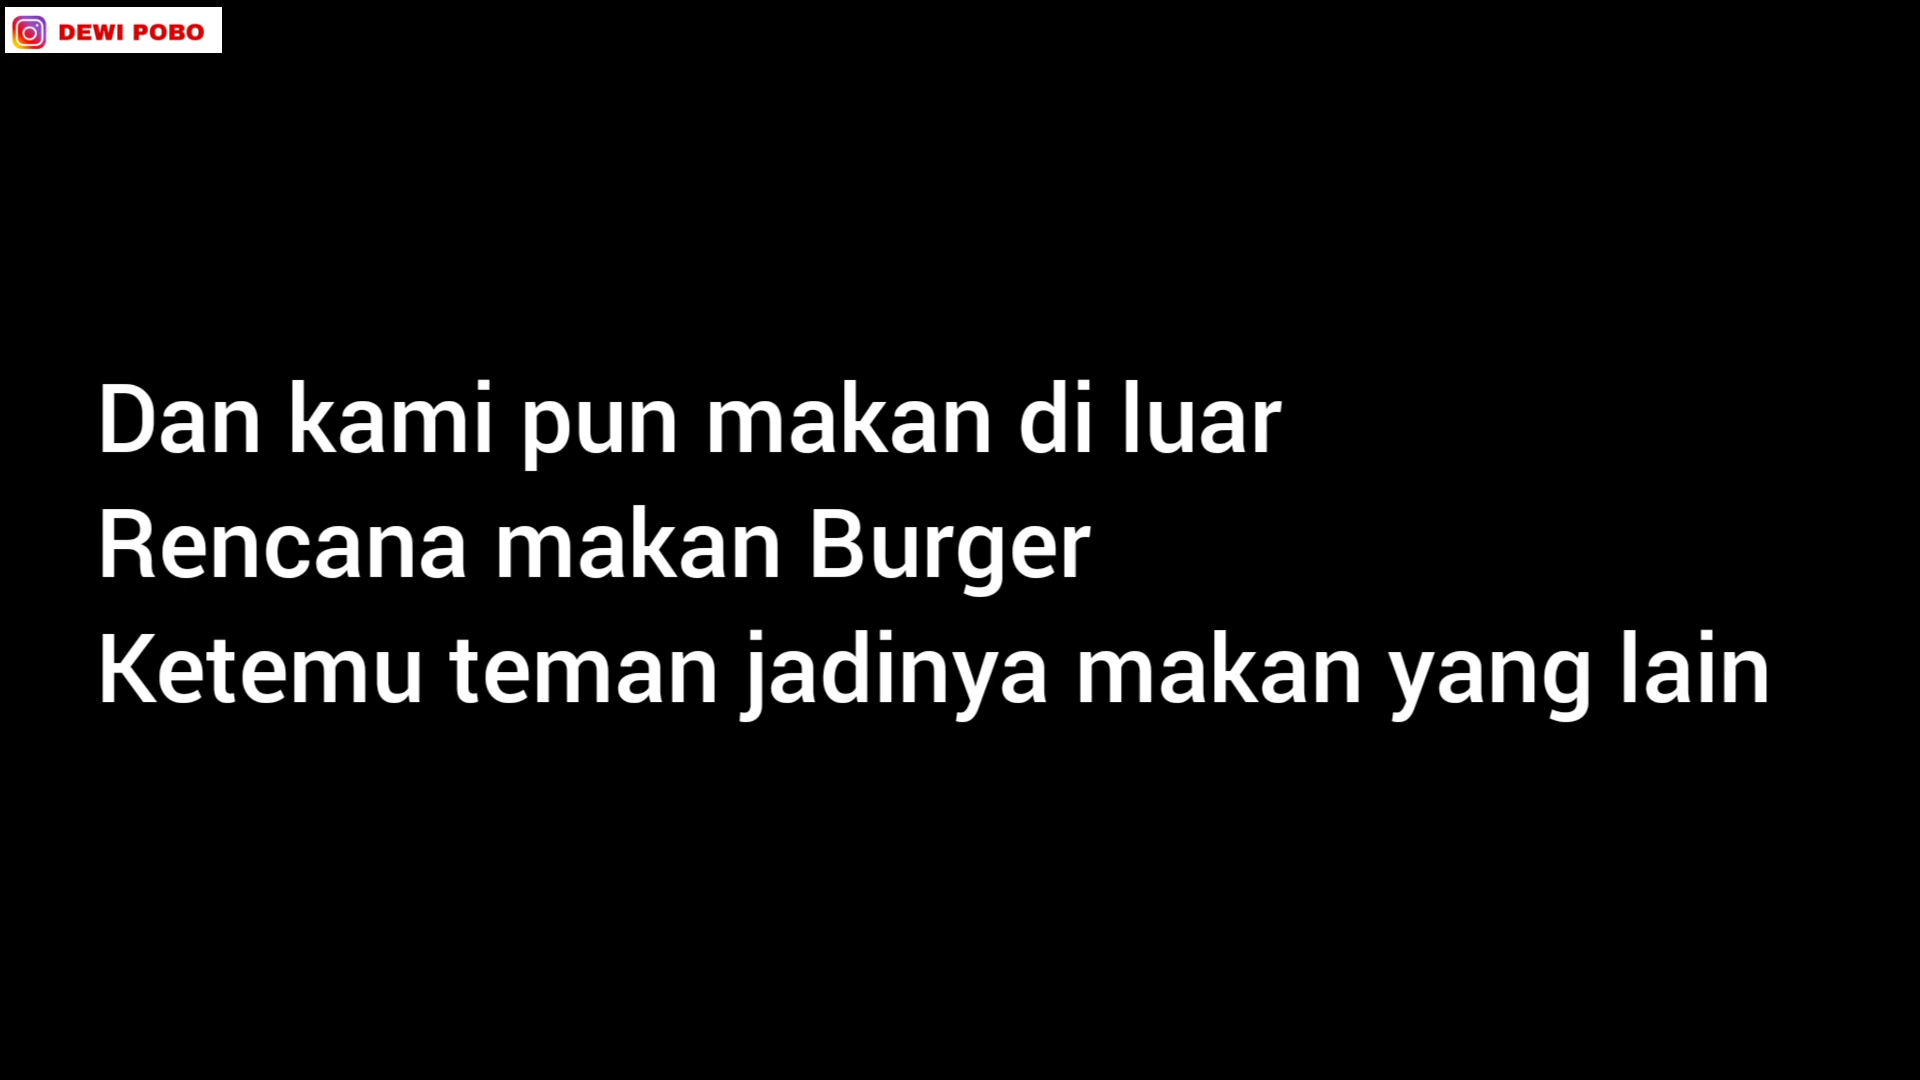 DEWI POBO
Dan kami pun makan di luar
Rencana makan Burger
Ketemu teman jadinya makan yang lain